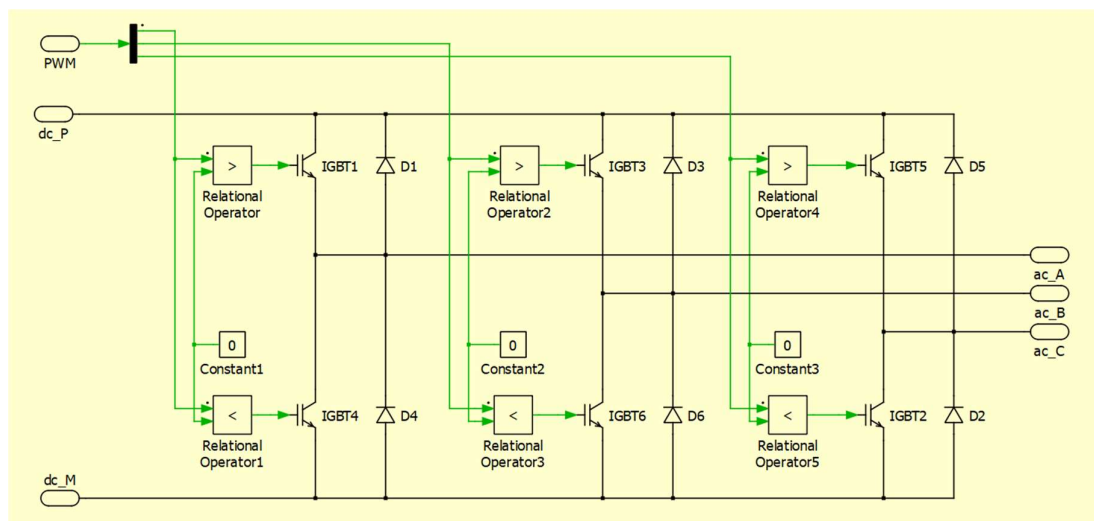 PWM
dc_P
>
IGBT1
D1
>
IGBT3
D3
>
IGBT5
D5
Relational
Operator
Relational
Operator2
Relational
Operator4
ac_A
ac_B
ac_C
0
Constant1
0
Constant2
0
Constant3
<
IGBT4
D4
<
IGBT6
D6
<
IGBT2
D2
Relational
Operator1
Relational
Operator3
Relational
Operator5
dc_M